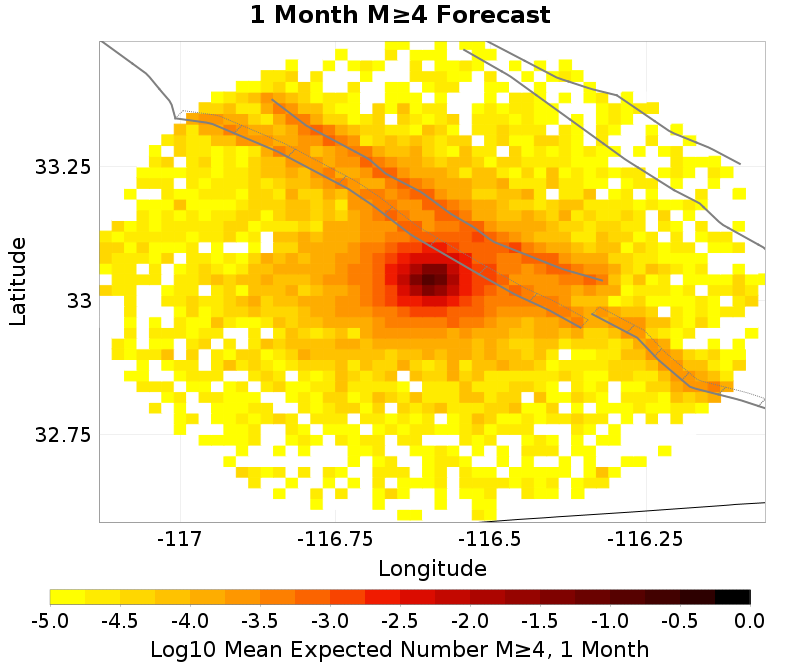 1 Month M≥4 Forecast
33.25
33
32.75
Latitude
-117 -116.75 -116.5 -116.25
Longitude
-5.0 -4.5 -4.0 -3.5 -3.0 -2.5 -2.0 -1.5 -1.0 -0.5 0.0
Log10 Mean Expected Number M≥4, 1 Month